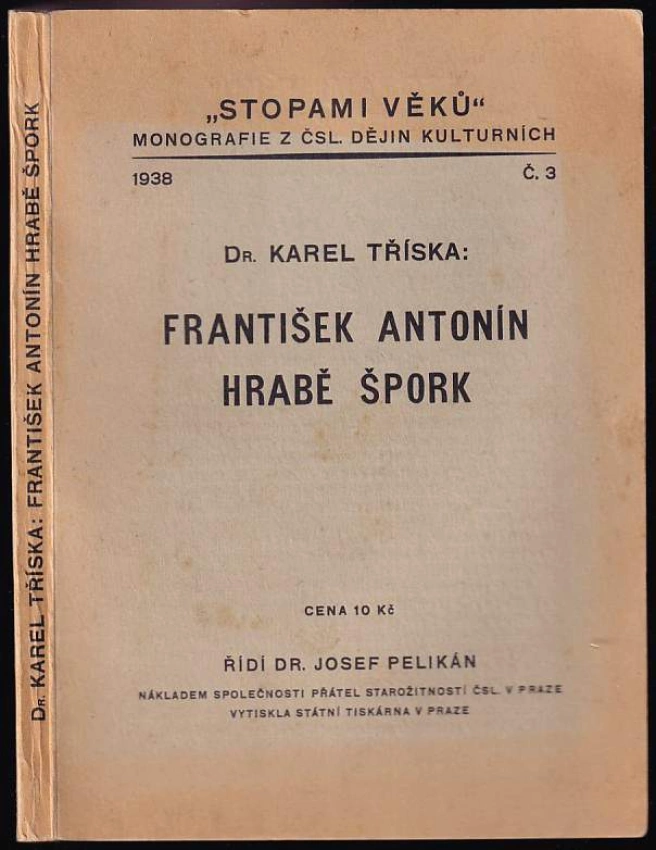 „STOPAMI VĚKŮ“
MONOGRAFIE Z ČSL. DĚJIN KULTURNÍCH
1938 Č. 3
DR. KAREL TŘÍSKA:
FRANTIŠEK ANTONÍN
HRABĚ ŠPORK
CENA 10 Kč
ŘÍDÍ DR. JOSEF PELIKÁN
NÁKLADEM SPOLEČNOSTI PŘÁTEL STAROŽITNOSTÍ ČSL. V PRAZE
VYTISKLA STÁTNÍ TISKÁRNA V PRAZE
DR. KAREL TŘÍSKA: FRANTIŠEK ANTONÍN HRABĚ ŠPORK